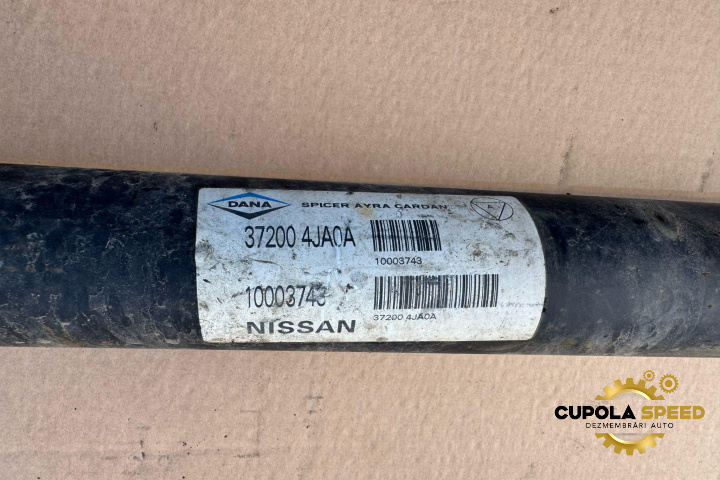 DANA SPICER AYRA CARDAN
37200 4JA0A
10003743
10003743
37200 4JA0A
NISSAN
CUPOLA SPEED
DEZMEMBRĂRI AUTO